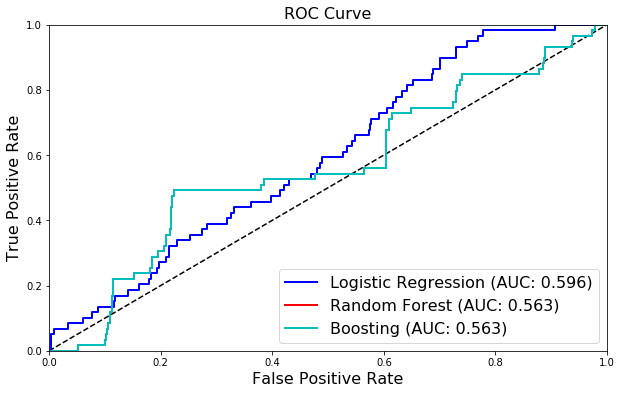 ROC Curve
True Positive Rate
1.0
0.8
0.6
0.4
0.2
0.0
Logistic Regression (AUC: 0.596)
Random Forest (AUC: 0.563)
Boosting (AUC: 0.563)
0.0 0.2 0.4 0.6 0.8 1.0
False Positive Rate